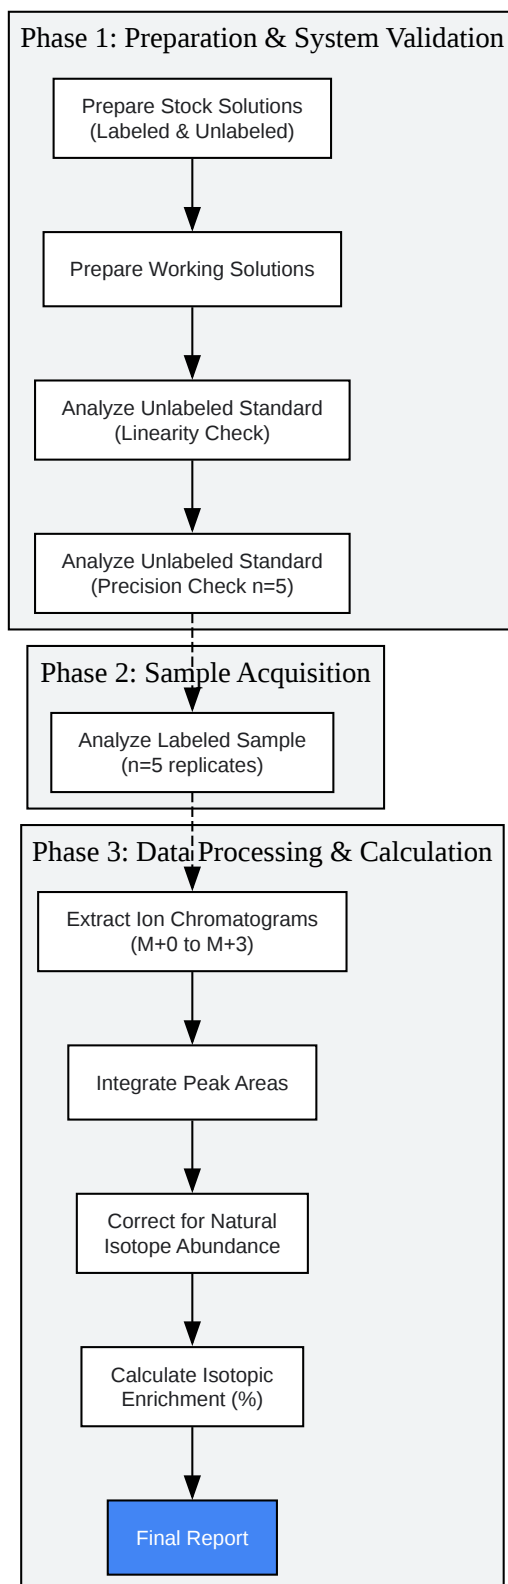 Phase 1: Preparation & System Validation
Prepare Stock Solutions
(Labeled & Unlabeled)
Prepare Working Solutions
Analyze Unlabeled Standard
(Linearity Check)
Analyze Unlabeled Standard
(Precision Check n=5)
Phase 2: Sample Acquisition
Analyze Labeled Sample
(n=5 replicates)
Phase 3: Data Processing & Calculation
Extract Ion Chromatograms
(M+0 to M+3)
Integrate Peak Areas
Correct for Natural
Isotope Abundance
Calculate Isotopic
Enrichment (%)
Final Report